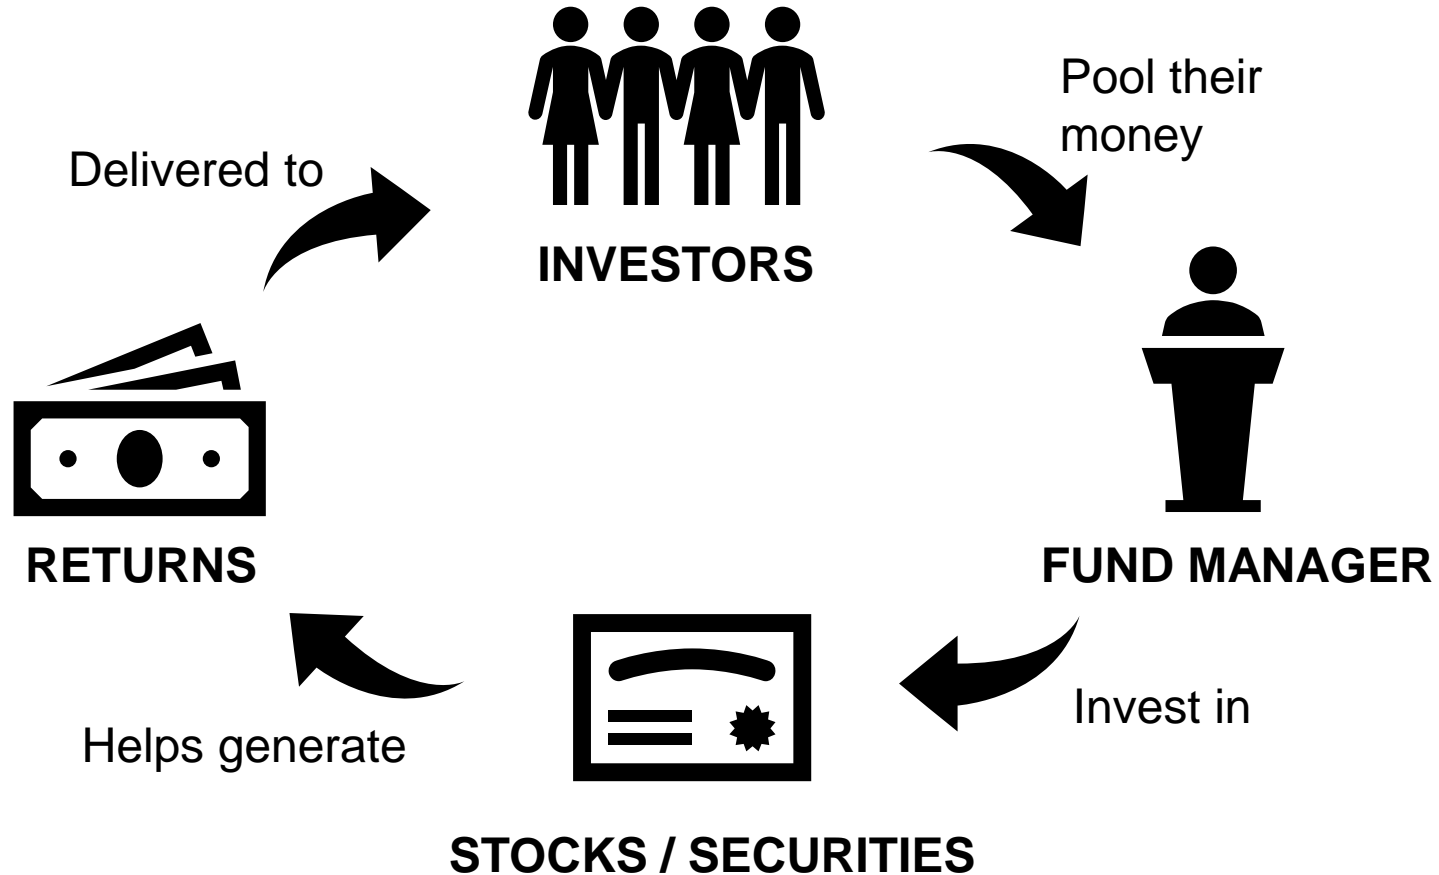 Pool their
money
Delivered to
INVESTORS
RETURNS
FUND MANAGER
Invest in
Helps generate
STOCKS / SECURITIES